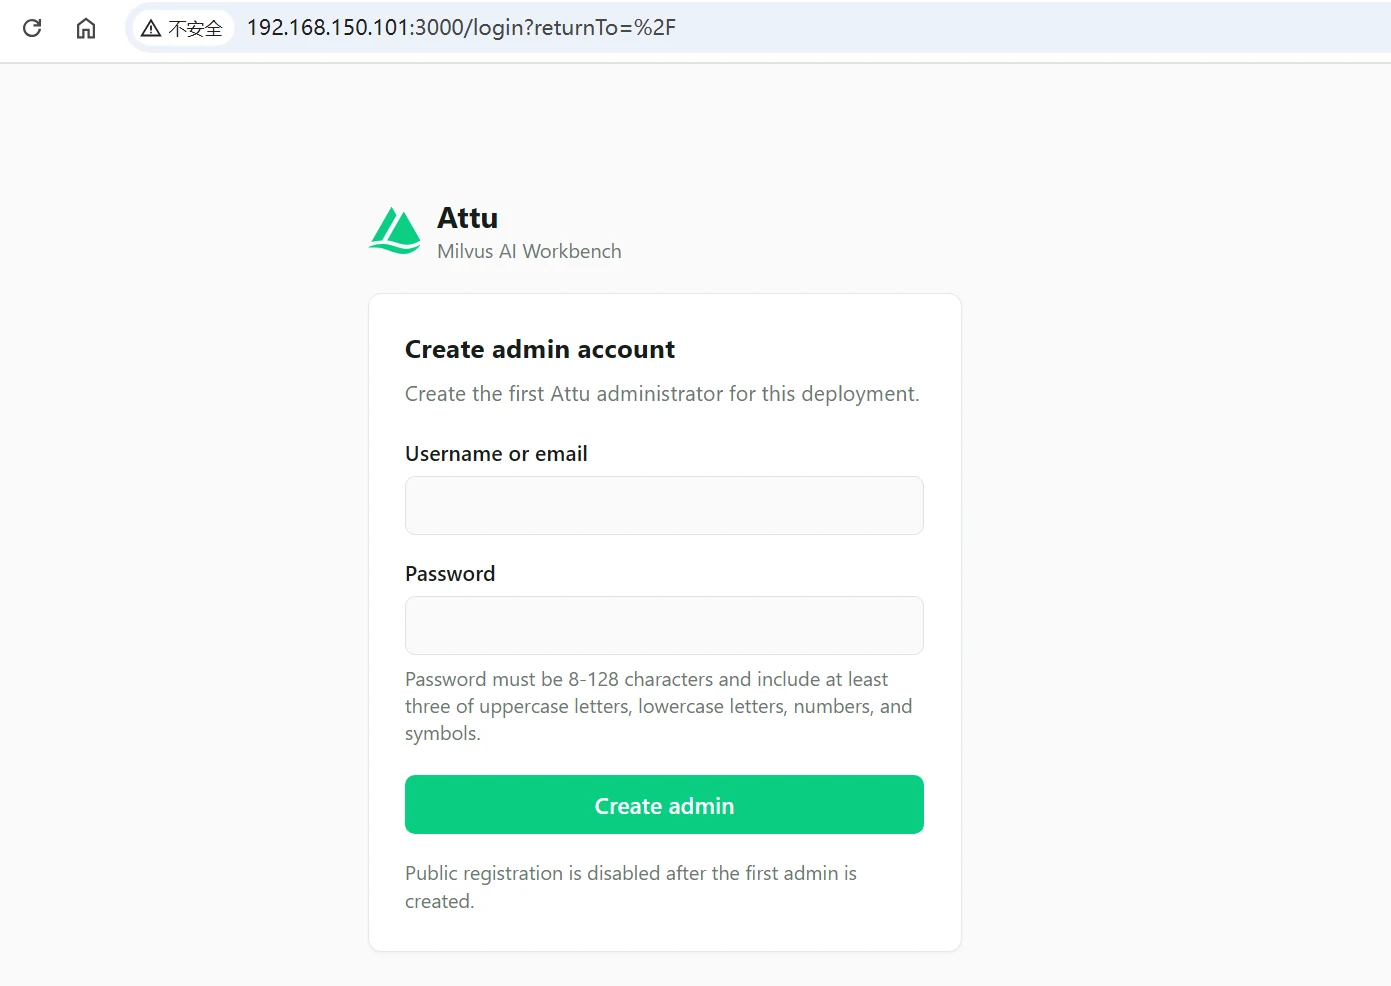 不安全 192.168.150.101:3000/login?returnTo=%2F
Attu
Milvus AI Workbench
Create admin account
Create the first Attu administrator for this deployment.
Username or email
Password
Password must be 8-128 characters and include at least
three of uppercase letters, lowercase letters, numbers, and
symbols.
Create admin
Public registration is disabled after the first admin is
created.